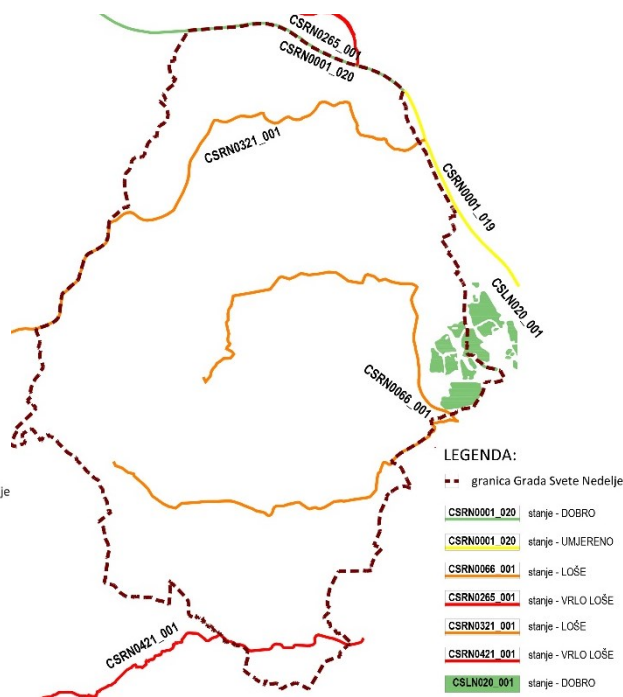 CSRN0265_001
CSRN0001_020
CSRN0321_001
CSRN0001_019
CSLN020_001
CSRN0066_001
je
CSRN0421_001
LEGENDA:
granica Grada Svete Nedelje
CSRN0001_020 stanje - DOBRO
CSRN0001_020 stanje - UMJERENO
CSRN0066_001 stanje - LOŠE
CSRN0265_001 stanje - VRLO LOŠE
CSRN0321_001 stanje - LOŠE
CSRN0421_001 stanje - VRLO LOŠE
CSLN020_001 stanje - DOBRO